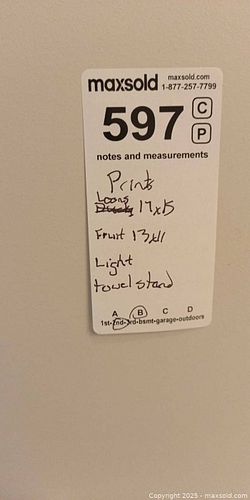 maxsold
maxsold.com
1-877-257-7799
597
C
P
notes and measurements
Prints
Loons
Ducks 17x15
Fruit 13x11
Light
towel stand
A B C D
1st-2nd-3rd-bsmt-garage-outdoors
Copyright 2025 - maxsold.com